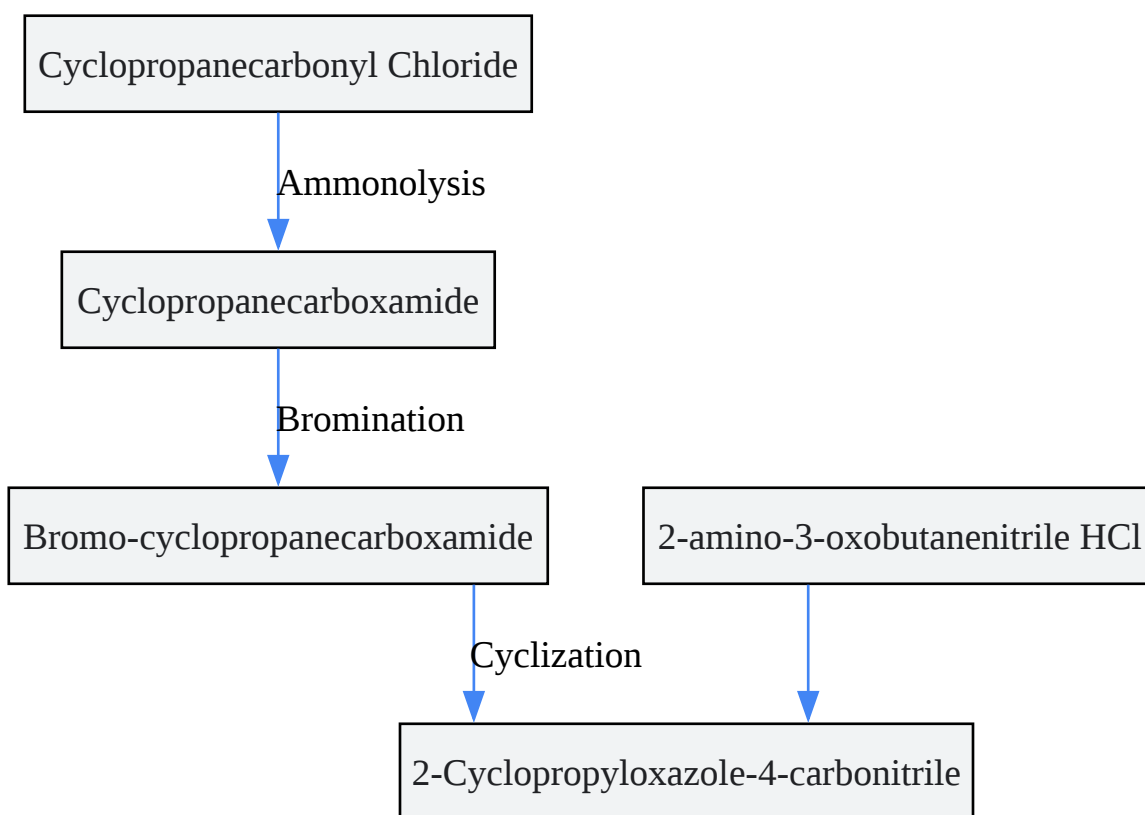 Cyclopropanecarbonyl Chloride
Ammonolysis
Cyclopropanecarboxamide
Bromination
Bromo-cyclopropanecarboxamide
2-amino-3-oxobutanenitrile HCl
Cyclization
2-Cyclopropyloxazole-4-carbonitrile